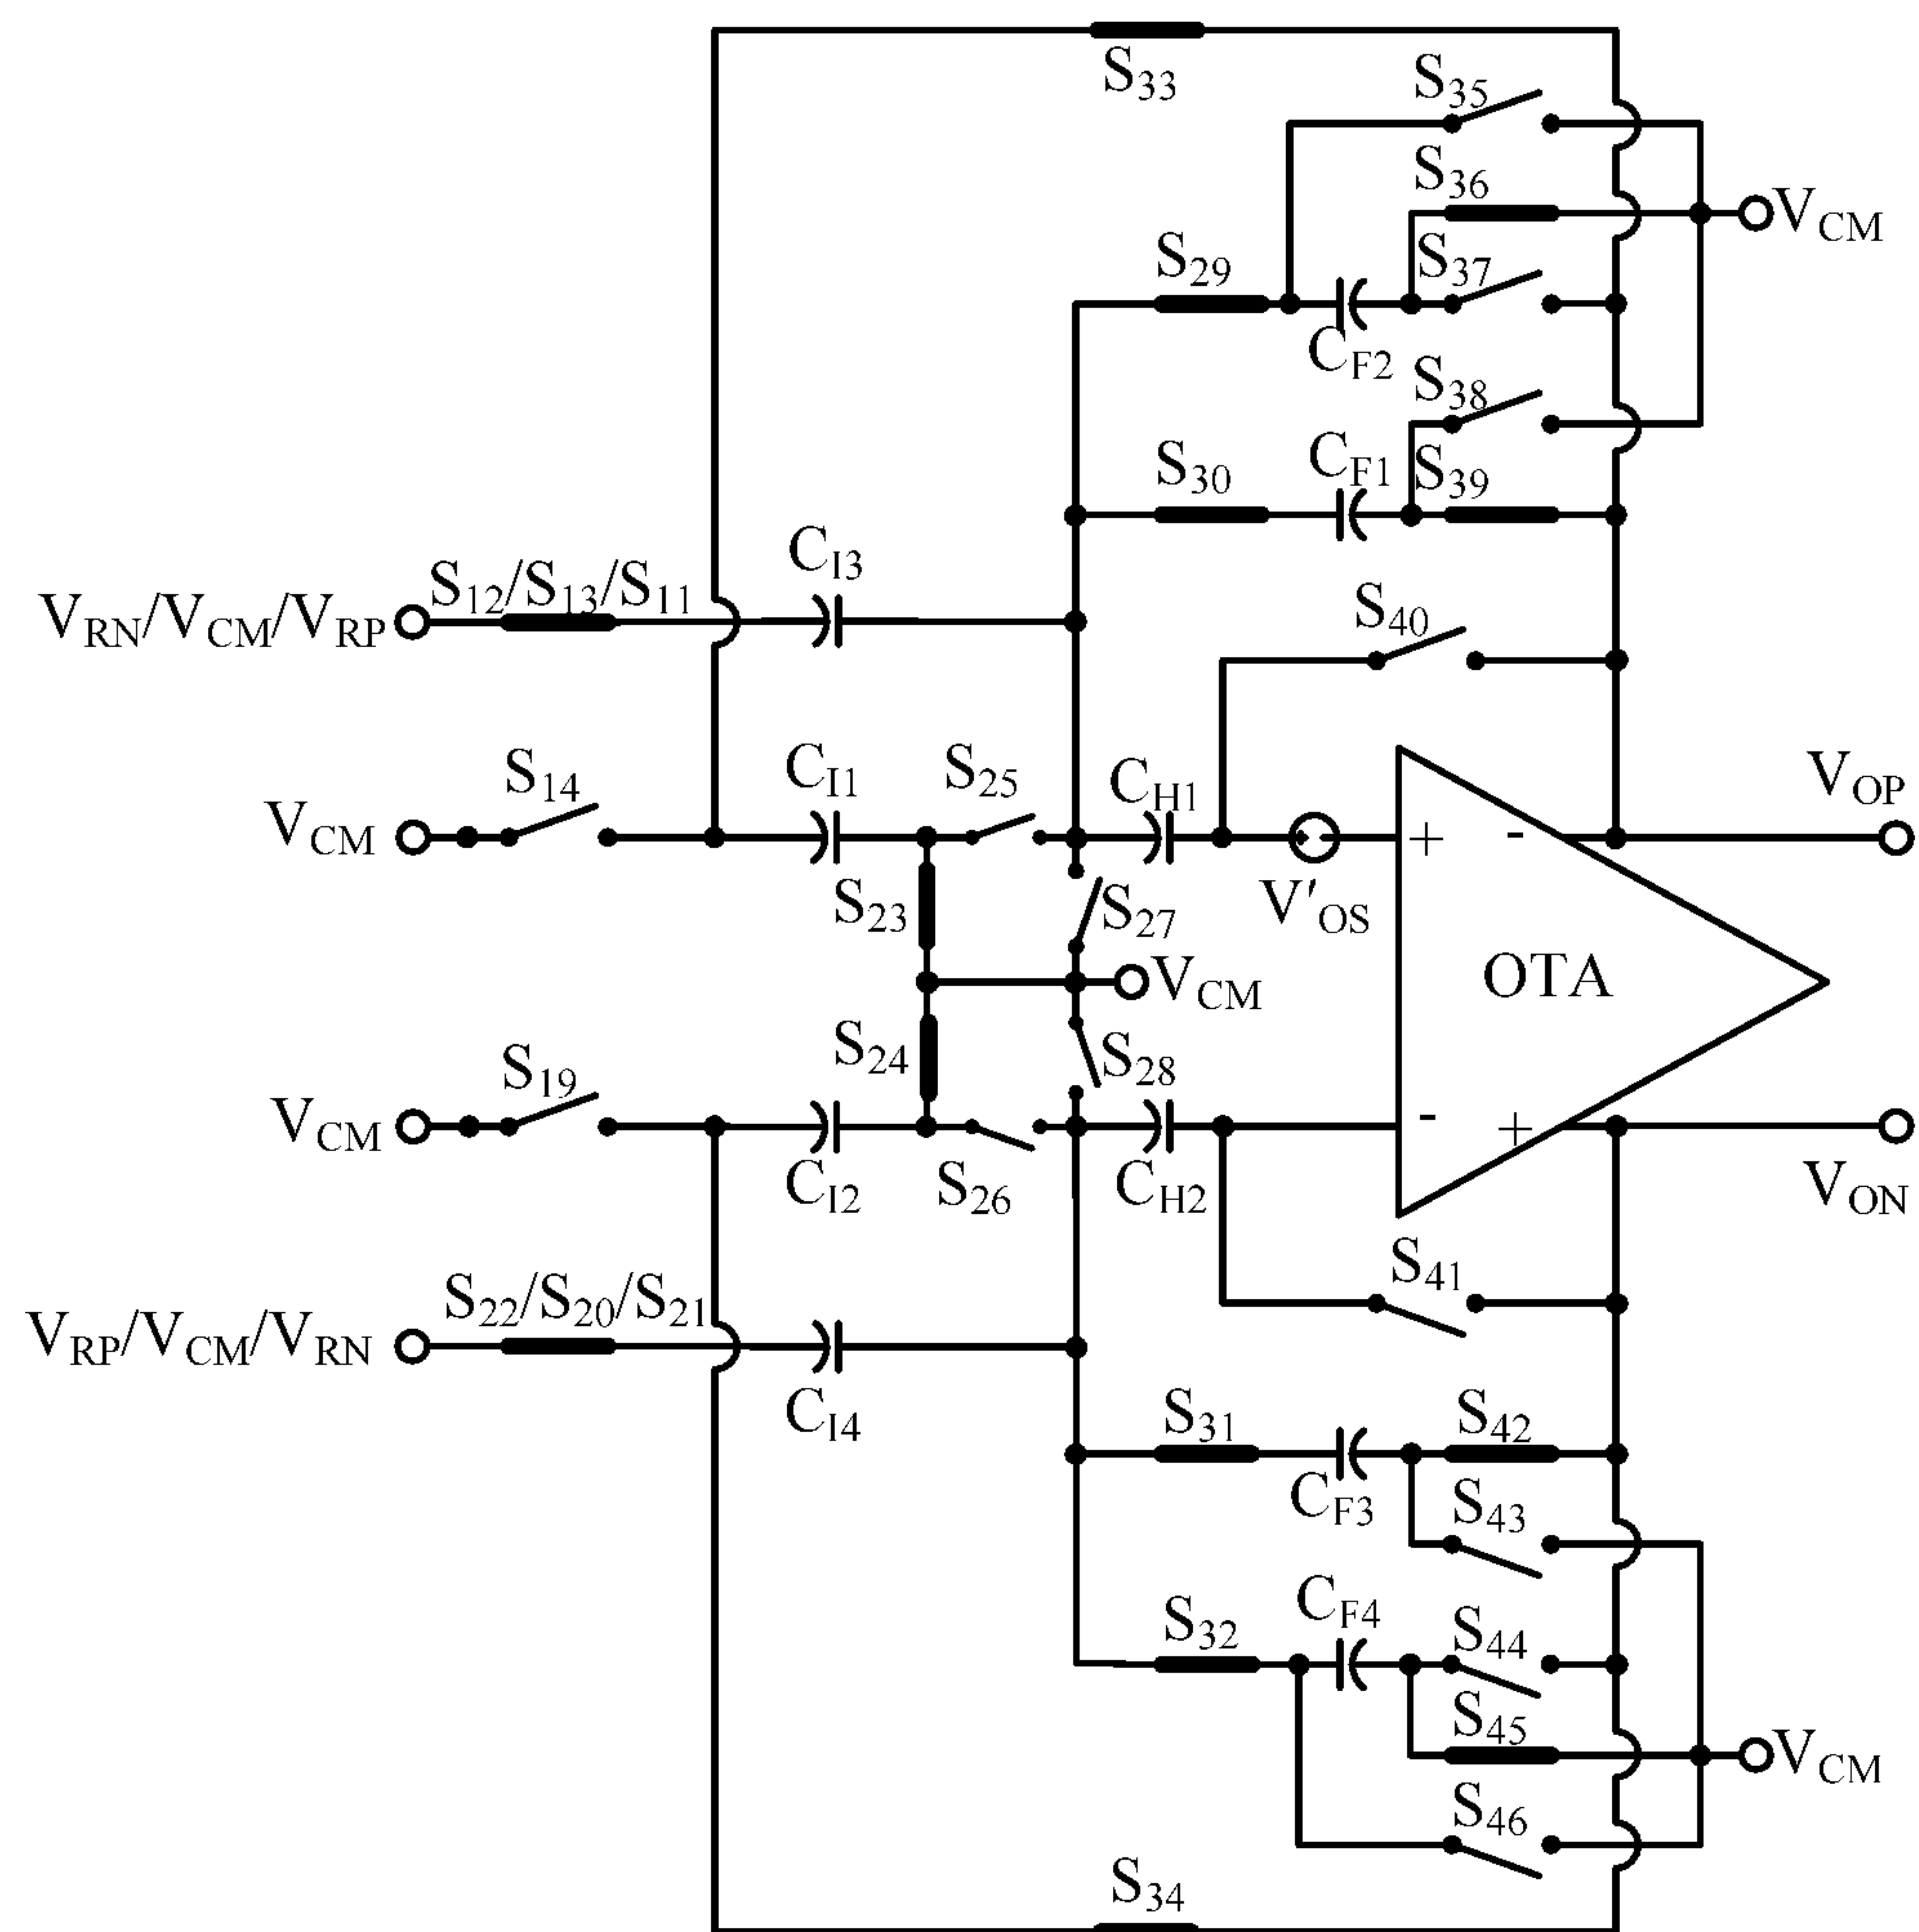 S33
S35
S36
VCM
S29
S37
CF2
S38
S30
CF1
S39
CI3
VRN/VCM/VRP
S12/S13/S11
S40
VCM
S14
CI1
S25
CH1
VOP
+
-
S23
S27
V'OS
VCM
OTA
S24
S28
VCM
S19
-
+
CI2
S26
CH2
VON
S41
VRP/VCM/VRN
S22/S20/S21
CI4
S31
S42
CF3
S43
S32
CF4
S44
S45
VCM
S46
S34